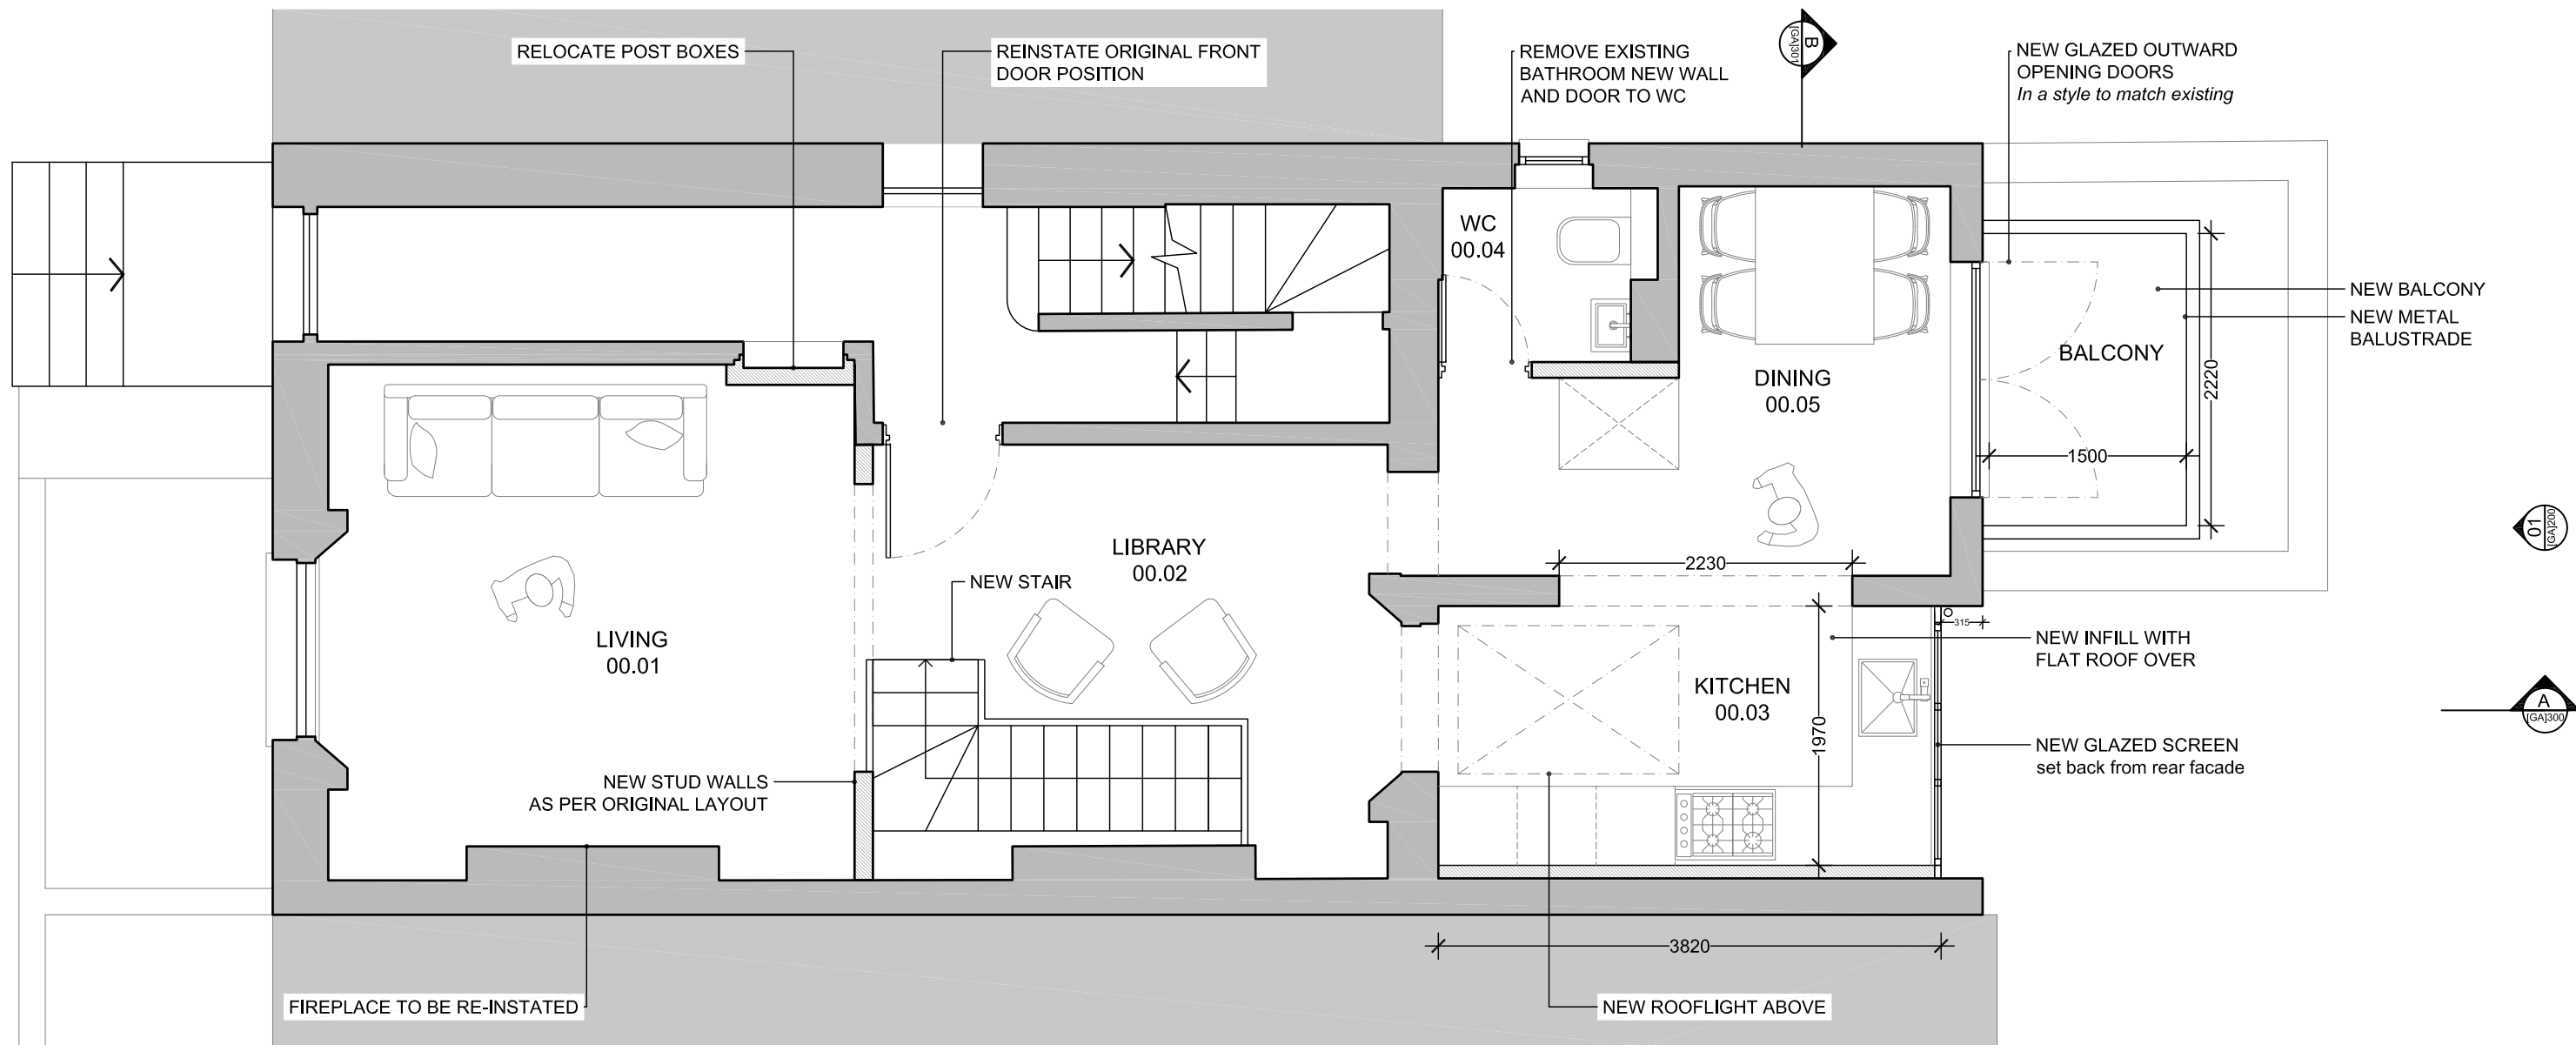 RELOCATE POST BOXES
REINSTATE ORIGINAL FRONT
DOOR POSITION
REMOVE EXISTING
BATHROOM NEW WALL
AND DOOR TO WC
B
[GA]301
NEW GLAZED OUTWARD
OPENING DOORS
In a style to match existing
WC
00.04
DINING
00.05
BALCONY
2220
1500
NEW BALCONY
NEW METAL
BALUSTRADE
01
[GA]200
LIBRARY
00.02
NEW STAIR
2230
315
LIVING
00.01
NEW INFILL WITH
FLAT ROOF OVER
KITCHEN
00.03
1970
A
[GA]300
NEW GLAZED SCREEN
set back from rear facade
NEW STUD WALLS
AS PER ORIGINAL LAYOUT
3820
FIREPLACE TO BE RE-INSTATED
NEW ROOFLIGHT ABOVE